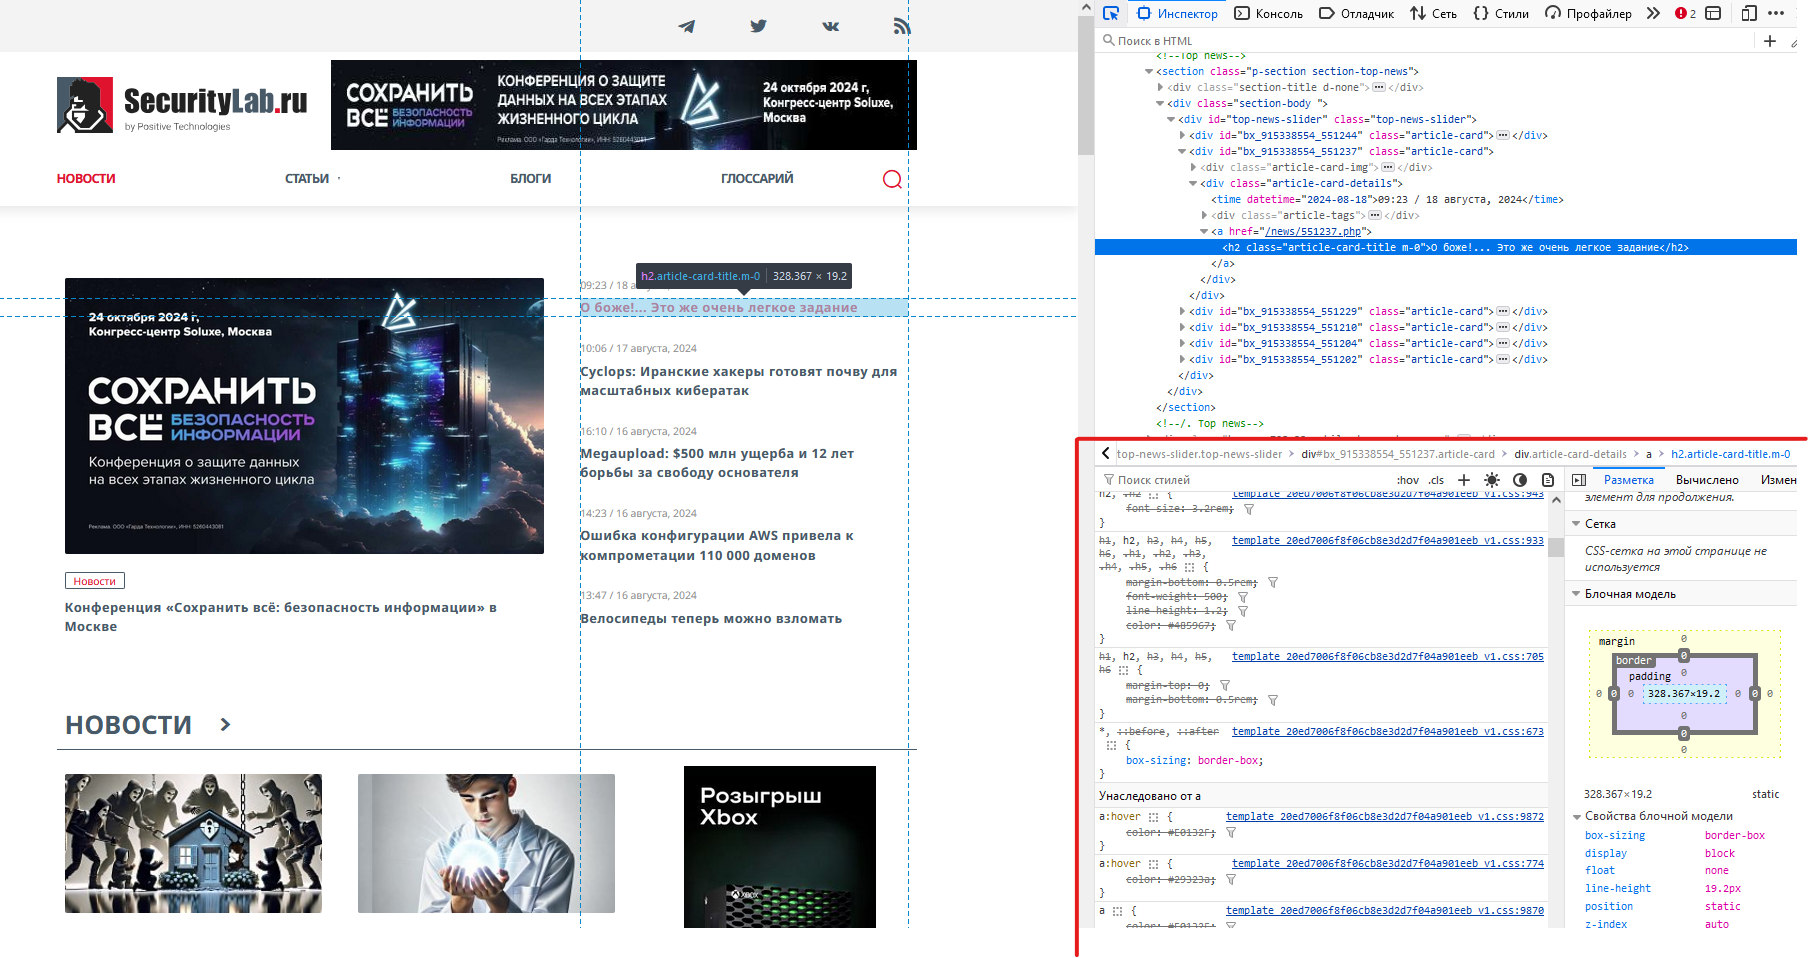 SecurityLab.ru
by Positive Technologies
СОХРАНИТЬ
ВСЁ БЕЗОПАСНОСТЬ ИНФОРМАЦИИ
КОНФЕРЕНЦИЯ О ЗАЩИТЕ
ДАННЫХ НА ВСЕХ ЭТАПАХ
ЖИЗНЕННОГО ЦИКЛА
Реклама. ООО «Гарда Технологии», ИНН: 5260443081
24 октября 2024 г,
Конгресс-центр Soluxe,
Москва
НОВОСТИ
СТАТЬИ
БЛОГИ
ГЛОССАРИЙ
24 октября 2024 г,
Конгресс-центр Soluxe, Москва
СОХРАНИТЬ
ВСЁ БЕЗОПАСНОСТЬ ИНФОРМАЦИИ
Конференция о защите данных
на всех этапах жизненного цикла
Реклама. ООО «Гарда Технологии», ИНН: 5260443081
Новости
Конференция «Сохранить всё: безопасность информации» в
Москве
h2.article-card-title.m-0 328.367 × 19.2
09:23 / 18 а
О боже!... Это же очень легкое задание
10:06 / 17 августа, 2024
Cyclops: Иранские хакеры готовят почву для
масштабных кибератак
16:10 / 16 августа, 2024
Megaupload: $500 млн ущерба и 12 лет
борьбы за свободу основателя
14:23 / 16 августа, 2024
Ошибка конфигурации AWS привела к
компрометации 110 000 доменов
13:47 / 16 августа, 2024
Велосипеды теперь можно взломать
НОВОСТИ
Розыгрыш
Xbox
XBOX
Инспектор Консоль Отладчик Сеть Стили Профайлер 2
Поиск в HTML
<!--Top news-->
<section class="p-section section-top-news">
<div class="section-title d-none"></div>
<div class="section-body ">
<div id="top-news-slider" class="top-news-slider">
<div id="bx_915338554_551244" class="article-card"></div>
<div id="bx_915338554_551237" class="article-card">
<div class="article-card-img"></div>
<div class="article-card-details">
<time datetime="2024-08-18">09:23 / 18 августа, 2024</time>
<div class="article-tags"></div>
<a href="/news/551237.php">
<h2 class="article-card-title m-0">О боже!... Это же очень легкое задание</h2>
</a>
</div>
</div>
<div id="bx_915338554_551229" class="article-card"></div>
<div id="bx_915338554_551210" class="article-card"></div>
<div id="bx_915338554_551204" class="article-card"></div>
<div id="bx_915338554_551202" class="article-card"></div>
</div>
</div>
</section>
<!--/. Top news-->
top-news-slider.top-news-slider div#bx_915338554_551237.article-card div.article-card-details a h2.article-card-title.m-0
Поиск стилей :hov .cls +
h2, .h2 { template_20ed7006f8f06cb8e3d2d7f04a901eeb_v1.css:943
font-size: 3.2rem;
}
h1, h2, h3, h4, h5, template_20ed7006f8f06cb8e3d2d7f04a901eeb_v1.css:933
h6, .h1, .h2, .h3,
.h4, .h5, .h6 {
margin-bottom: 0.5rem;
font-weight: 500;
line-height: 1.2;
color: #485967;
}
h1, h2, h3, h4, h5, template_20ed7006f8f06cb8e3d2d7f04a901eeb_v1.css:705
h6 {
margin-top: 0;
margin-bottom: 0.5rem;
}
*, ::before, ::after template_20ed7006f8f06cb8e3d2d7f04a901eeb_v1.css:673
{
box-sizing: border-box;
}
Унаследовано от a
a:hover { template_20ed7006f8f06cb8e3d2d7f04a901eeb_v1.css:9872
color: #E0132F;
}
a:hover { template_20ed7006f8f06cb8e3d2d7f04a901eeb_v1.css:774
color: #29323a;
}
a { template_20ed7006f8f06cb8e3d2d7f04a901eeb_v1.css:9870
color: #E0132F;
Разметка Вычислено Измен
элемент для продолжения.
Сетка
CSS-сетка на этой странице не
используется
Блочная модель
margin 0
border 0
padding 0
0 0 0 328.367×19.2 0 0 0
0
0
0
328.367×19.2 static
Свойства блочной модели
box-sizing border-box
display block
float none
line-height 19.2px
position static
z-index auto